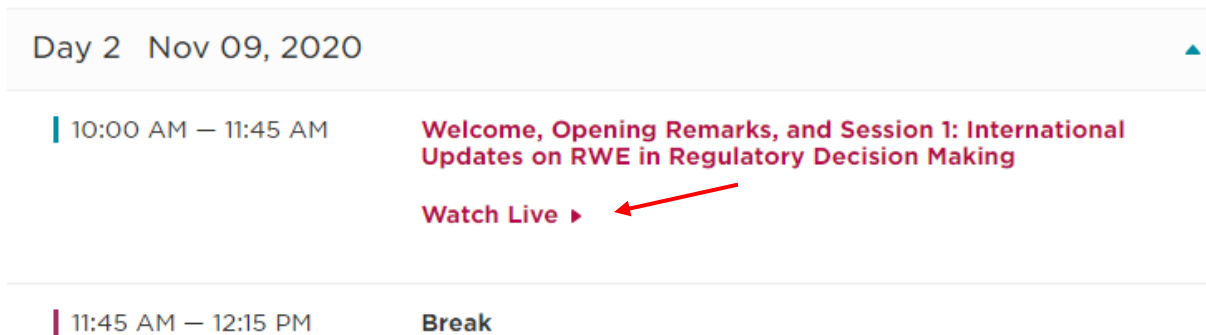 Day 2 Nov 09, 2020
10:00 AM — 11:45 AM
Welcome, Opening Remarks, and Session 1: International
Updates on RWE in Regulatory Decision Making
Watch Live
11:45 AM — 12:15 PM
Break